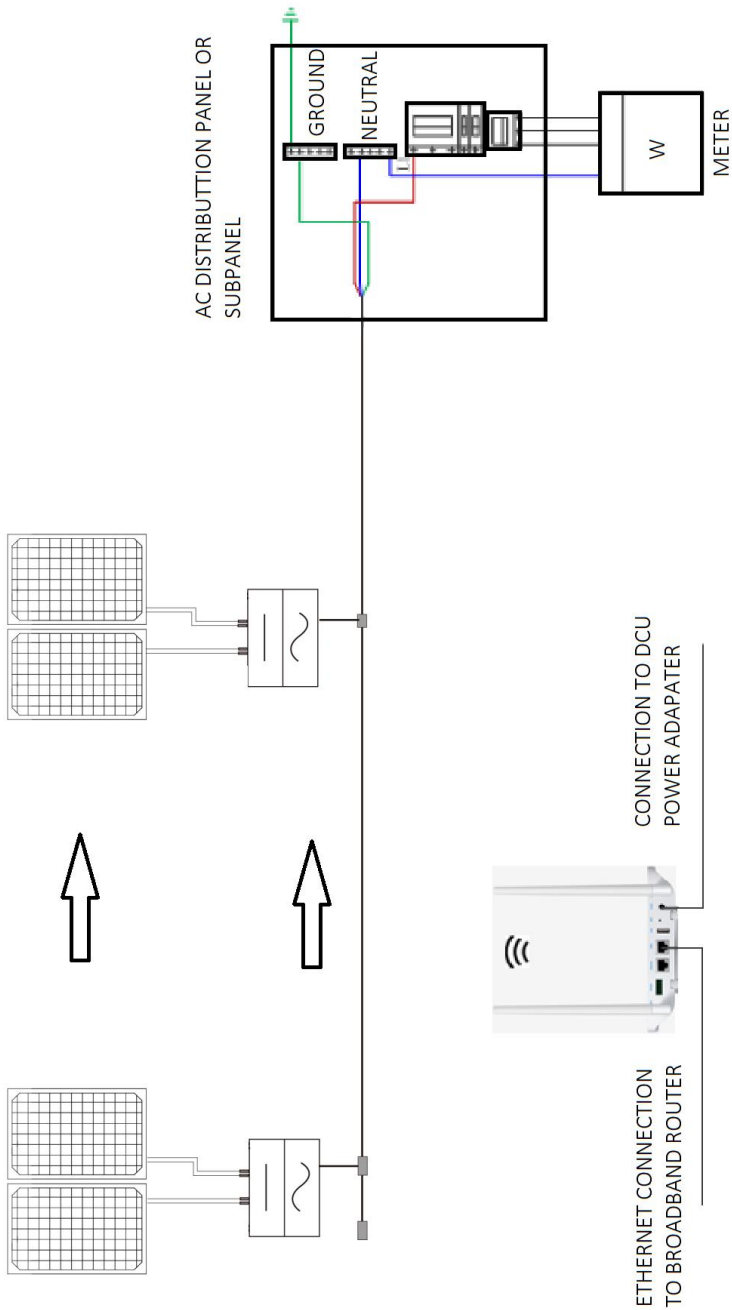 AC DISTRIBUTTION PANEL OR
SUBPANEL
GROUND
NEUTRAL
W
METER
CONNECTION TO DCU
POWER ADAPATER
ETHERNET CONNECTION
TO BROADBAND ROUTER